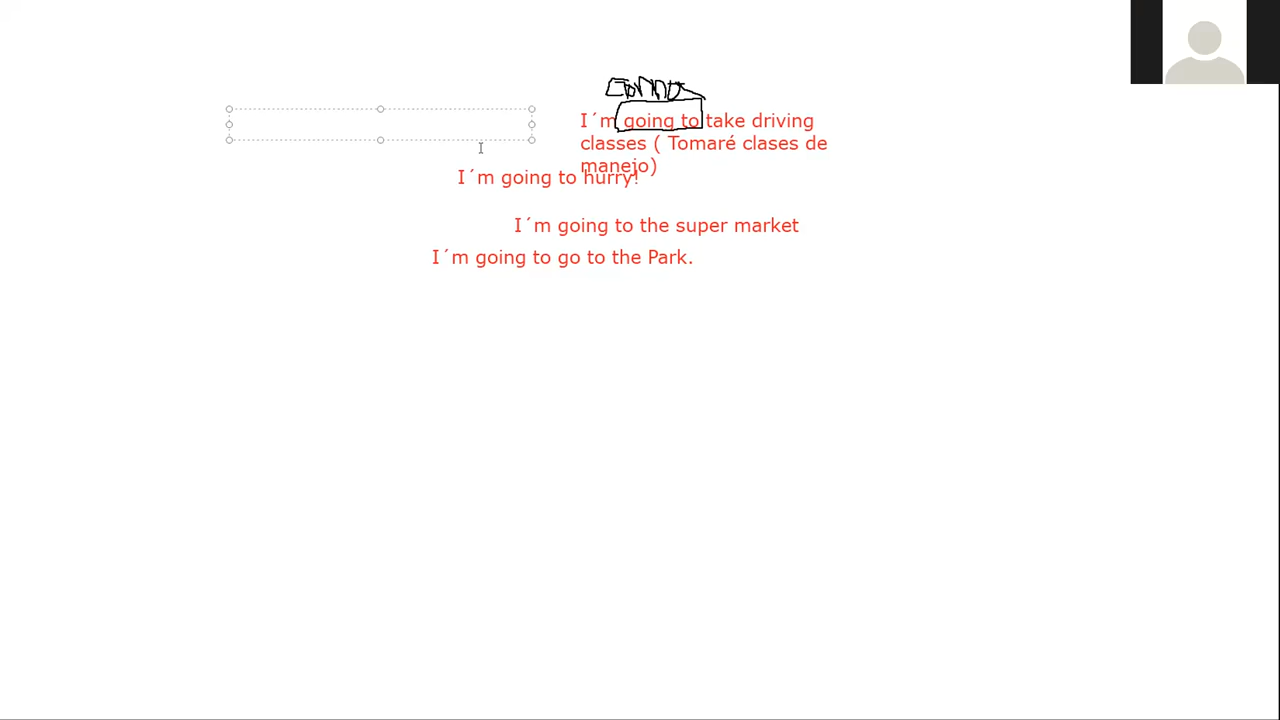 GONNA
I´m going to take driving
classes ( Tomaré clases de
manejo)
I´m going to hurry!
I´m going to the super market
I´m going to go to the Park.